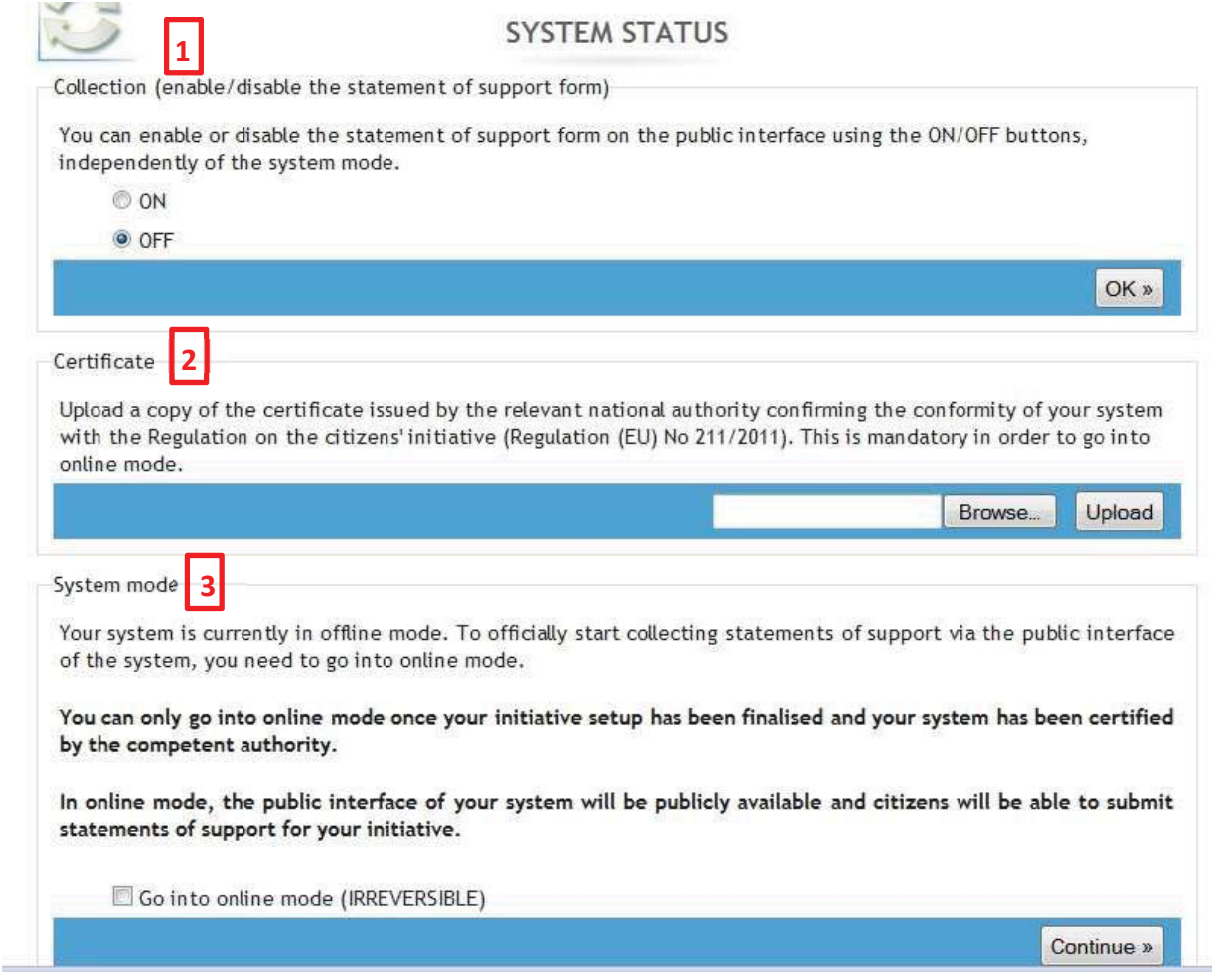 1
SYSTEM STATUS
Collection (enable/disable the statement of support form)
You can enable or disable the statement of support form on the public interface using the ON/OFF buttons,
independently of the system mode.
ON
OFF
OK »
Certificate 2
Upload a copy of the certificate issued by the relevant national authority confirming the conformity of your system
with the Regulation on the citizens' initiative (Regulation (EU) No 211/2011). This is mandatory in order to go into
online mode.
Browse... Upload
System mode 3
Your system is currently in offline mode. To officially start collecting statements of support via the public interface
of the system, you need to go into online mode.
You can only go into online mode once your initiative setup has been finalised and your system has been certified
by the competent authority.
In online mode, the public interface of your system will be publicly available and citizens will be able to submit
statements of support for your initiative.
Go into online mode (IRREVERSIBLE)
Continue »